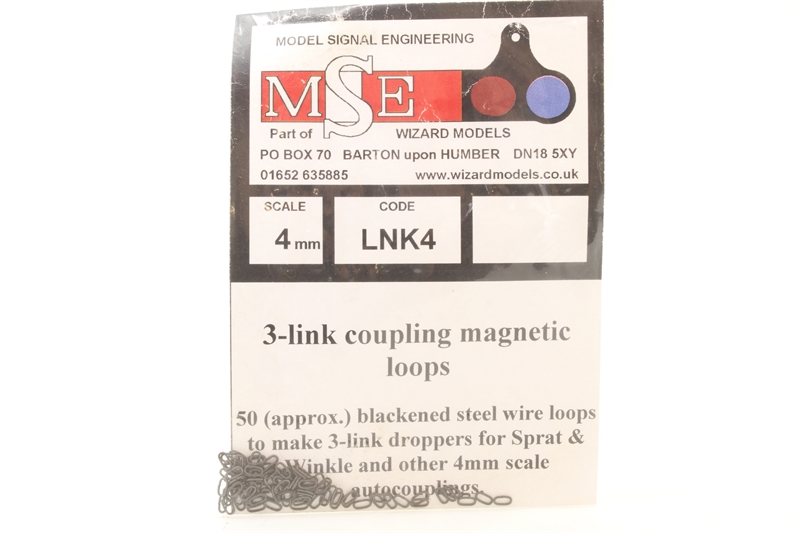 MODEL SIGNAL ENGINEERING
MSE
Part of WIZARD MODELS
PO BOX 70 BARTON upon HUMBER DN18 5XY
01652 635885 www.wizardmodels.co.uk
SCALE CODE
4mm LNK4
3-link coupling magnetic
loops
50 (approx.) blackened steel wire loops
to make 3-link droppers for Sprat &
Winkle and other 4mm scale
autocouplings